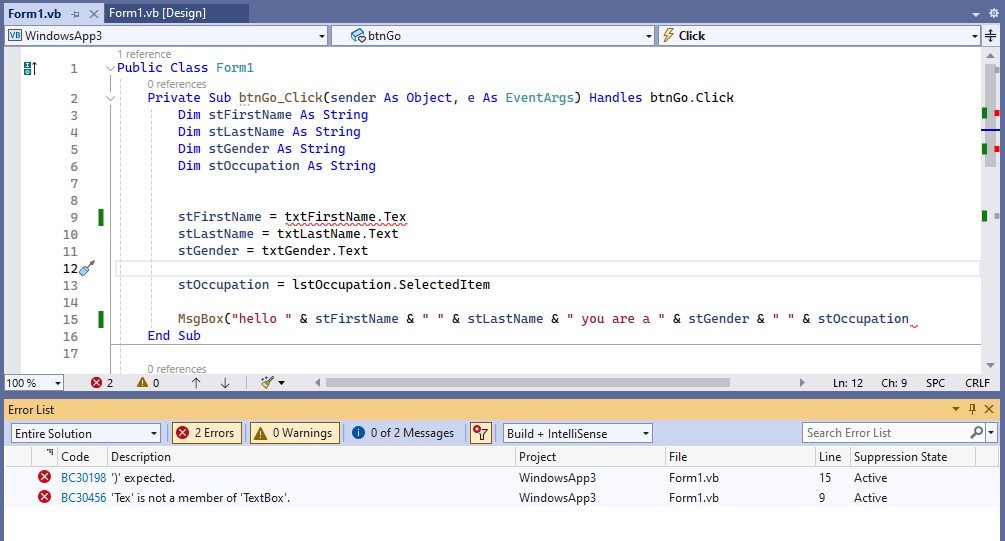 Form1.vb Form1.vb [Design]
VB WindowsApp3 btnGo Click
1 reference
1 Public Class Form1
0 references
2 Private Sub btnGo_Click(sender As Object, e As EventArgs) Handles btnGo.Click
3 Dim stFirstName As String
4 Dim stLastName As String
5 Dim stGender As String
6 Dim stOccupation As String
7
8
9 stFirstName = txtFirstName.Tex
10 stLastName = txtLastName.Text
11 stGender = txtGender.Text
12
13 stOccupation = lstOccupation.SelectedItem
14
15 MsgBox("hello " & stFirstName & " " & stLastName & " you are a " & stGender & " " & stOccupation
16 End Sub
17
0 references
100 % 2 0 Ln: 12 Ch: 9 SPC CRLF
Error List
Entire Solution 2 Errors 0 Warnings 0 of 2 Messages Build + IntelliSense Search Error List
Code Description Project File Line Suppression State
BC30198 ')' expected. WindowsApp3 Form1.vb 15 Active
BC30456 'Tex' is not a member of 'TextBox'. WindowsApp3 Form1.vb 9 Active